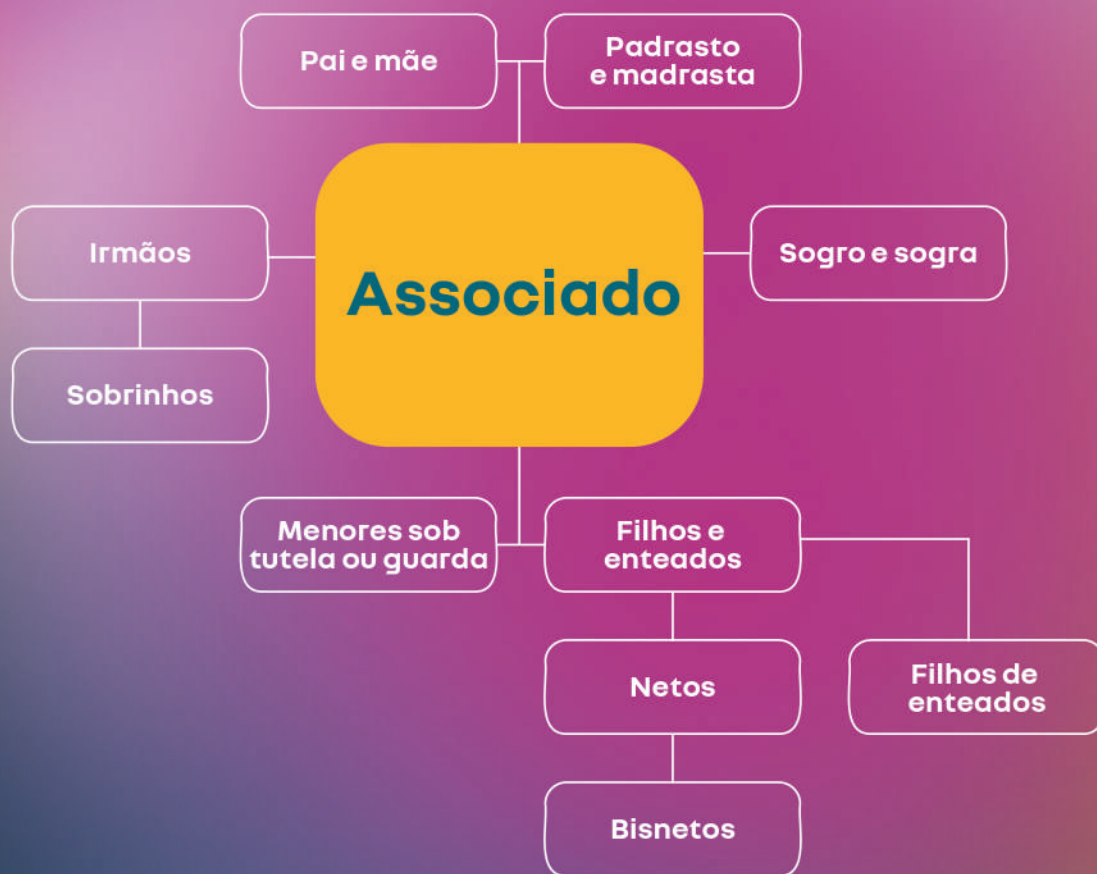 Pai e mãe
Padrasto
e madrasta
Irmãos
Associado
Sogro e sogra
Sobrinhos
Menores sob
tutela ou guarda
Filhos e
enteados
Netos
Filhos de
enteados
Bisnetos